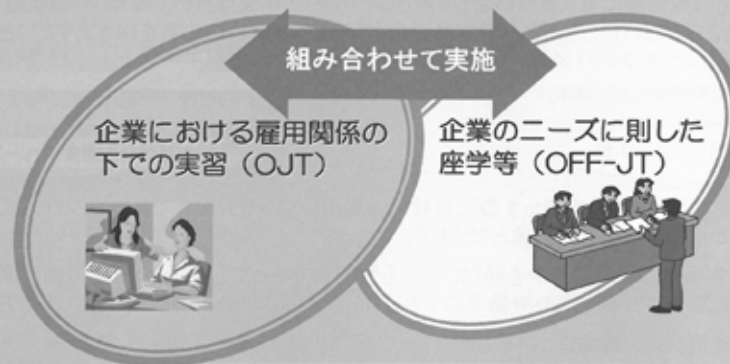 組み合わせて実施
企業における雇用関係の
下での実習（OJT）
企業のニーズに則した
座学等（OFF-JT）